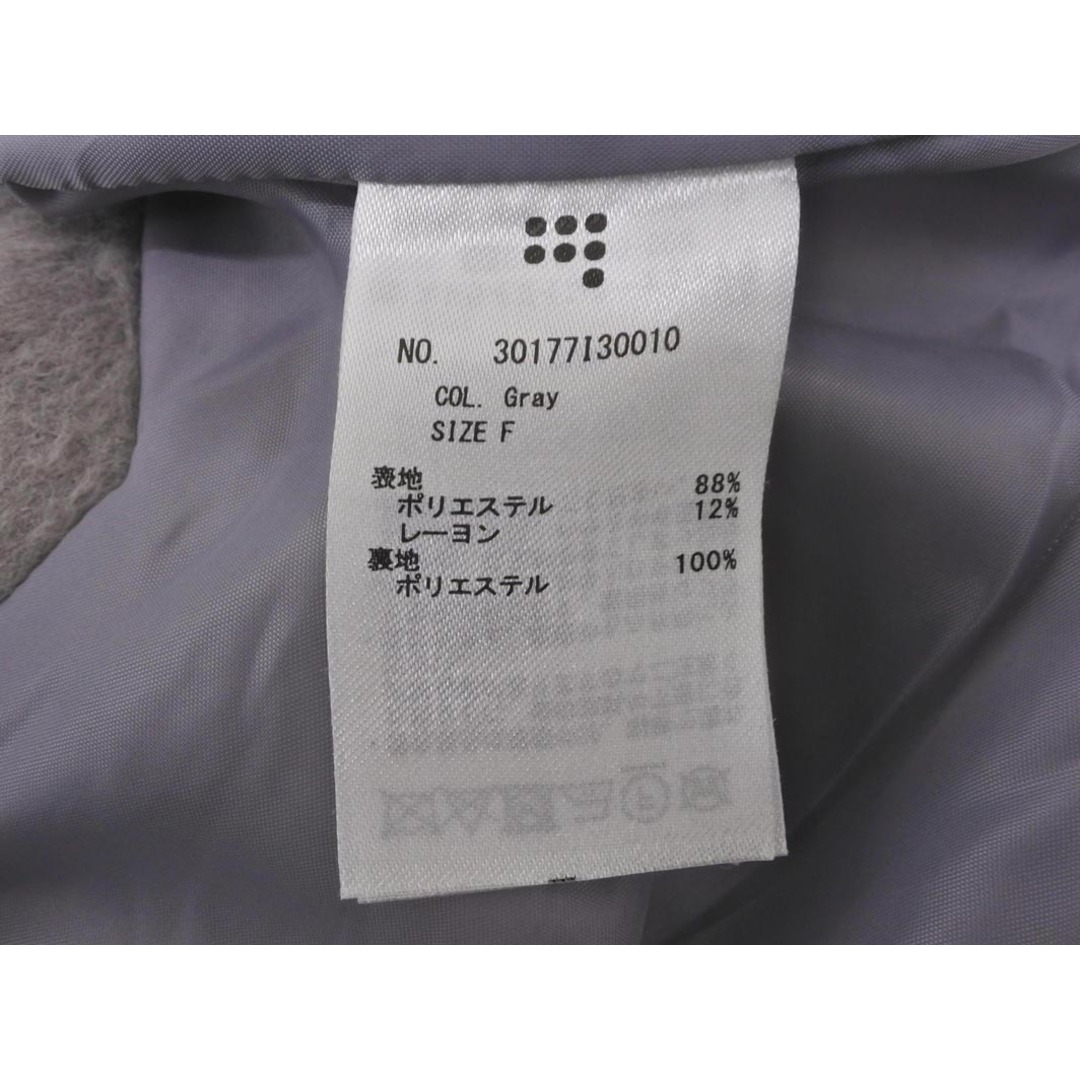 NO. 30177I30010
COL. Gray
SIZE F
表地 88%
ポリエステル 12%
レーヨン
裏地 100%
ポリエステル